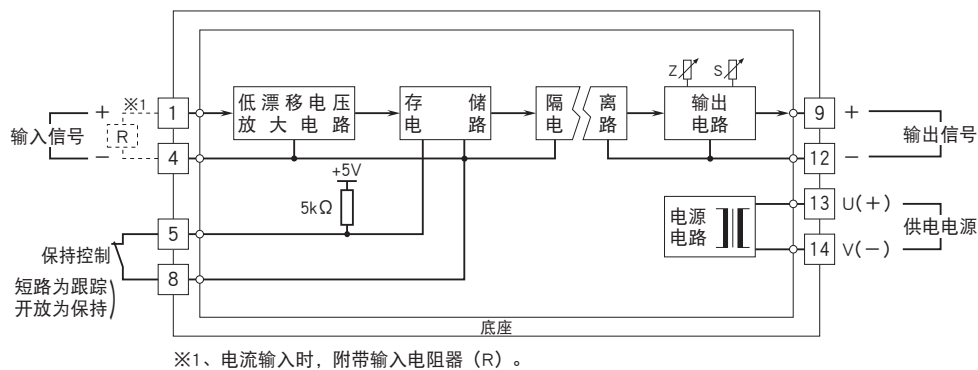 Z S
※1
+ 1 低漂移电压 存 储 隔 离 输出 9 +
输入信号 R 放大电路 电 路 电 路 电路 输出信号
− 4 12 −
+5V
5kΩ
13 U(+)
电源
电路 供电电源
5 14 V(−)
保持控制
8
短路为跟踪
开放为保持
底座
※1、电流输入时，附带输入电阻器（R）。